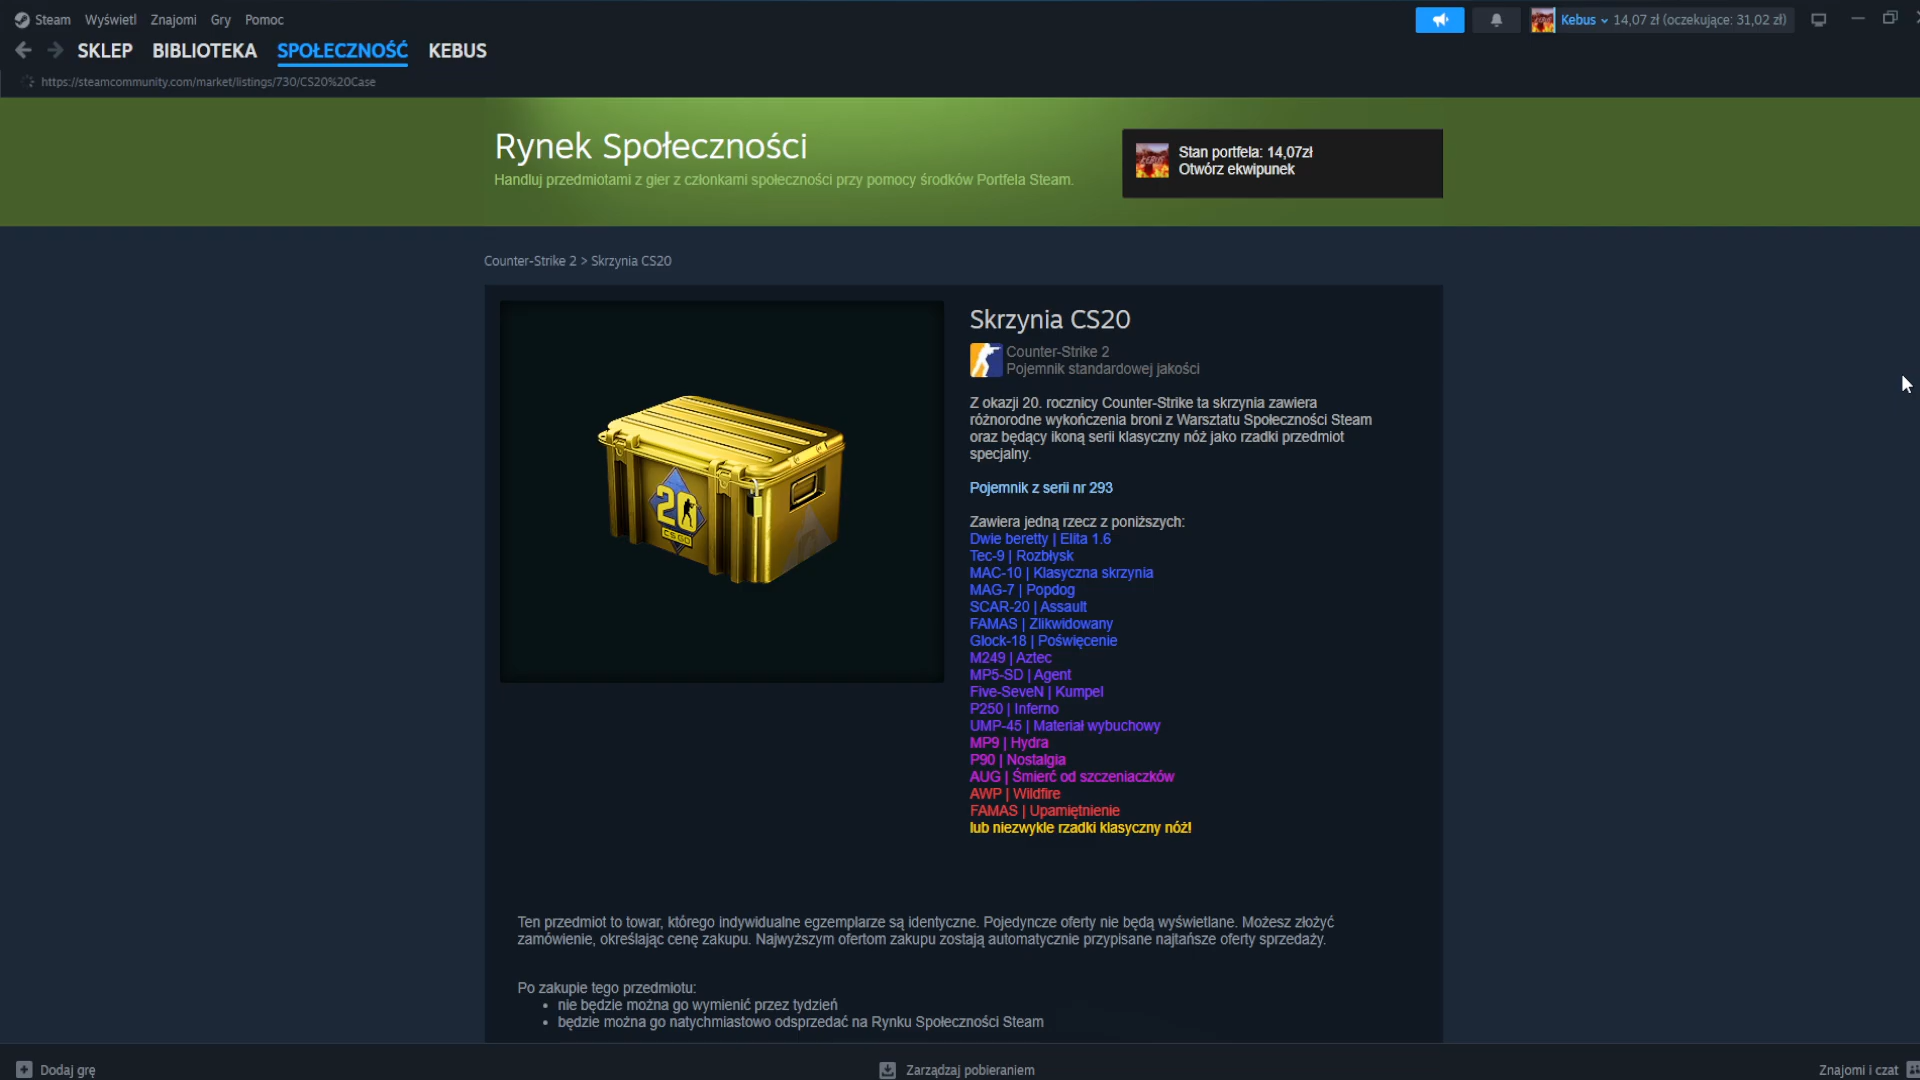 Steam Wyświetl Znajomi Gry Pomoc
Kebus 14,07 zł (oczekujące: 31,02 zł)
SKLEP BIBLIOTEKA SPOŁECZNOŚĆ KEBUS
https://steamcommunity.com/market/listings/730/CS20%20Case
Rynek Społeczności
Handluj przedmiotami z gier z członkami społeczności przy pomocy środków Portfela Steam.
Stan portfela: 14,07zł
Otwórz ekwipunek
Counter-Strike 2 > Skrzynia CS20
20
CS GO
Skrzynia CS20
Counter-Strike 2
Pojemnik standardowej jakości
Z okazji 20. rocznicy Counter-Strike ta skrzynia zawiera
różnorodne wykończenia broni z Warsztatu Społeczności Steam
oraz będący ikoną serii klasyczny nóż jako rzadki przedmiot
specjalny.
Pojemnik z serii nr 293
Zawiera jedną rzecz z poniższych:
Dwie beretty | Elita 1.6
Tec-9 | Rozbłysk
MAC-10 | Klasyczna skrzynia
MAG-7 | Popdog
SCAR-20 | Assault
FAMAS | Zlikwidowany
Glock-18 | Poświęcenie
M249 | Aztec
MP5-SD | Agent
Five-SeveN | Kumpel
P250 | Inferno
UMP-45 | Materiał wybuchowy
MP9 | Hydra
P90 | Nostalgia
AUG | Śmierć od szczeniaczków
AWP | Wildfire
FAMAS | Upamiętnienie
lub niezwykle rzadki klasyczny nóż!
Ten przedmiot to towar, którego indywidualne egzemplarze są identyczne. Pojedyncze oferty nie będą wyświetlane. Możesz złożyć
zamówienie, określając cenę zakupu. Najwyższym ofertom zakupu zostają automatycznie przypisane najtańsze oferty sprzedaży.
Po zakupie tego przedmiotu:
• nie będzie można go wymienić przez tydzień
• będzie można go natychmiastowo odsprzedać na Rynku Społeczności Steam
Dodaj grę
Zarządzaj pobieraniem
Znajomi i czat